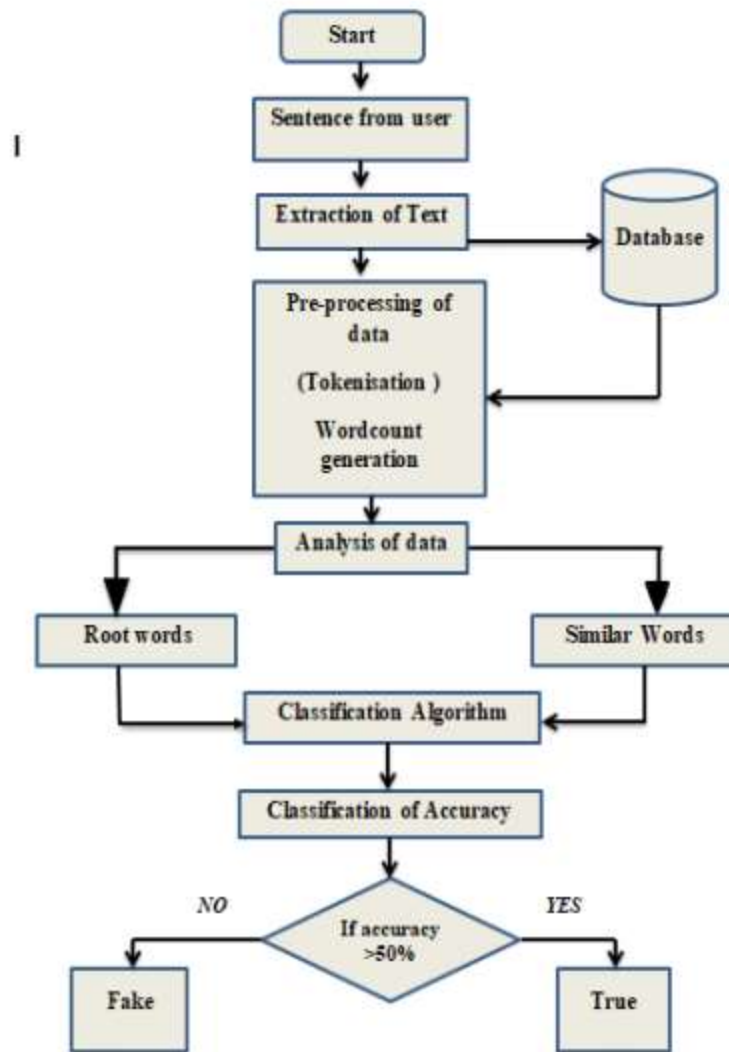 Start
Sentence from user
Extraction of Text
Database
Pre-processing of
data
(Tokenisation )
Wordcount
generation
Analysis of data
Root words
Similar Words
Classification Algorithm
Classification of Accuracy
NO
YES
If accuracy
>50%
Fake
True